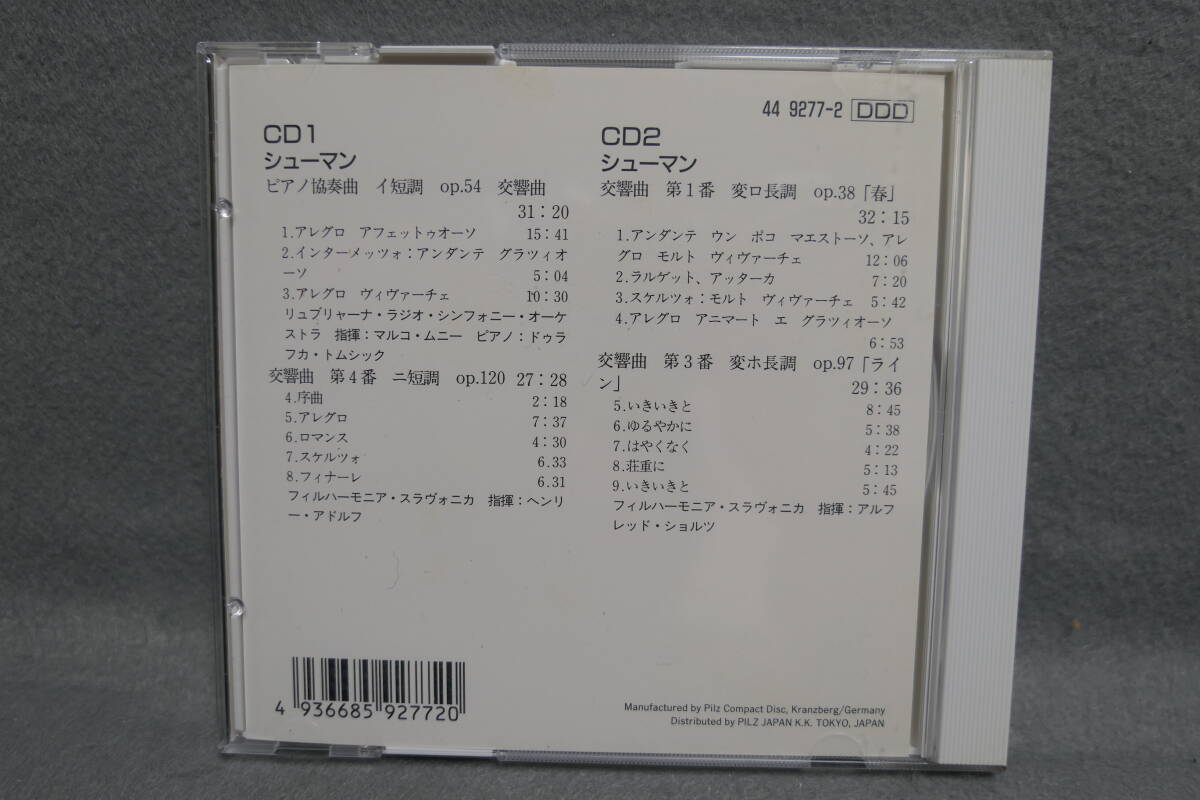 44 9277-2 DDD
CD1
シューマン
ピアノ協奏曲 イ短調 op.54 交響曲
31：20
1.アレグロ アフェットゥオーソ 15：41
2.インターメッツォ：アンダンテ グラツィオ
ーソ 5：04
3.アレグロ ヴィヴァーチェ 10：30
リュブリャーナ・ラジオ・シンフォニー・オーケ
ストラ 指揮：マルコ・ムニー ピアノ：ドゥラ
フカ・トムシック
交響曲 第4番 ニ短調 op.120 27：28
4.序曲 2：18
5.アレグロ 7：37
6.ロマンス 4：30
7.スケルツォ 6.33
8.フィナーレ 6.31
フィルハーモニア・スラヴォニカ 指揮：ヘンリ
ー・アドルフ
CD2
シューマン
交響曲 第1番 変ロ長調 op.38「春」
32：15
1.アンダンテ ウン ポコ マエストーソ、アレ
グロ モルト ヴィヴァーチェ 12：06
2.ラルゲット、アッターカ 7：20
3.スケルツォ：モルト ヴィヴァーチェ 5：42
4.アレグロ アニマート エ グラツィオーソ
6：53
交響曲 第3番 変ホ長調 op.97「ライ
ン」 29：36
5.いきいきと 8：45
6.ゆるやかに 5：38
7.はやくなく 4：22
8.荘重に 5：13
9.いきいきと 5：45
フィルハーモニア・スラヴォニカ 指揮：アルフ
レッド・ショルツ
4 936685 927720
Manufactured by Pilz Compact Disc, Kranzberg/Germany
Distributed by PILZ JAPAN K.K. TOKYO, JAPAN